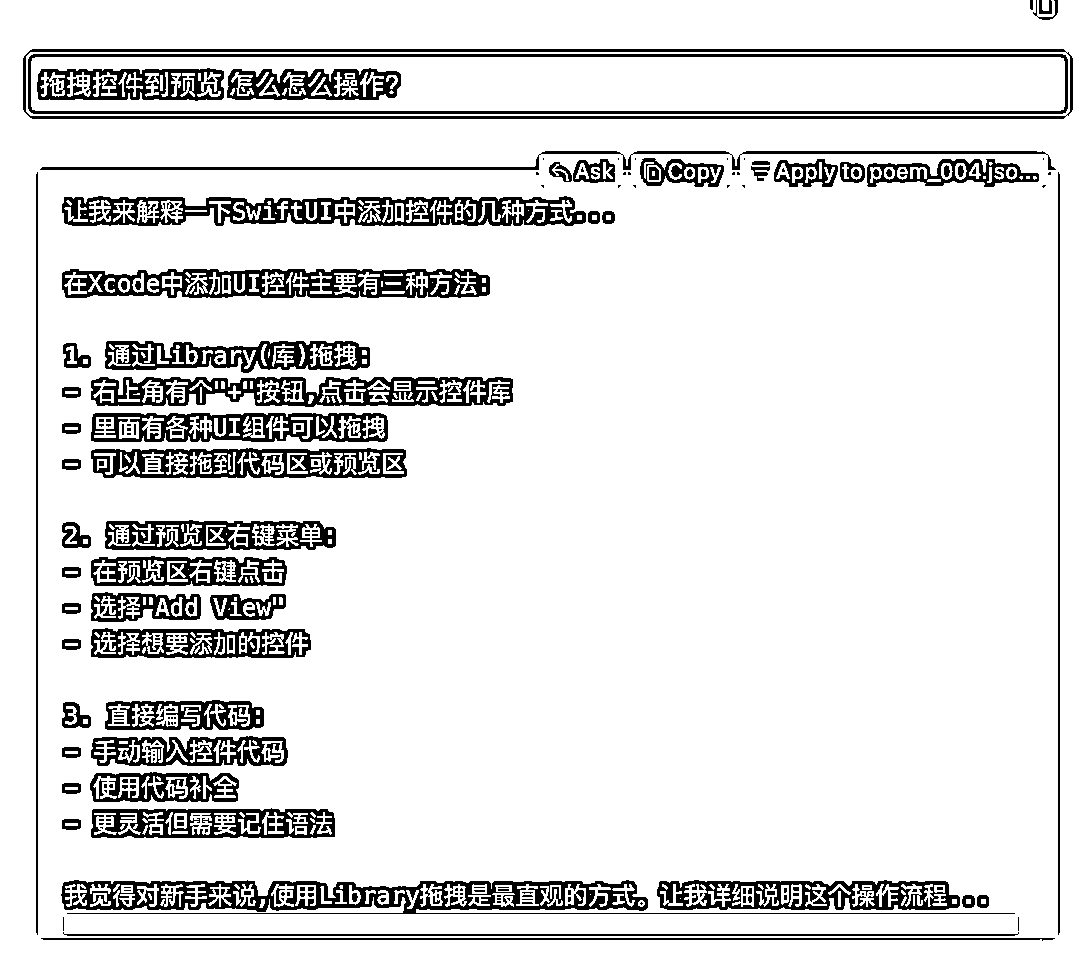 拖拽控件到预览 怎么怎么操作?
Ask Copy Apply to poem_004.jso...
让我来解释一下SwiftUI中添加控件的几种方式...
在Xcode中添加UI控件主要有三种方法:
1. 通过Library(库)拖拽:
- 右上角有个"+"按钮,点击会显示控件库
- 里面有各种UI组件可以拖拽
- 可以直接拖到代码区或预览区
2. 通过预览区右键菜单:
- 在预览区右键点击
- 选择"Add View"
- 选择想要添加的控件
3. 直接编写代码:
- 手动输入控件代码
- 使用代码补全
- 更灵活但需要记住语法
我觉得对新手来说,使用Library拖拽是最直观的方式。让我详细说明这个操作流程...